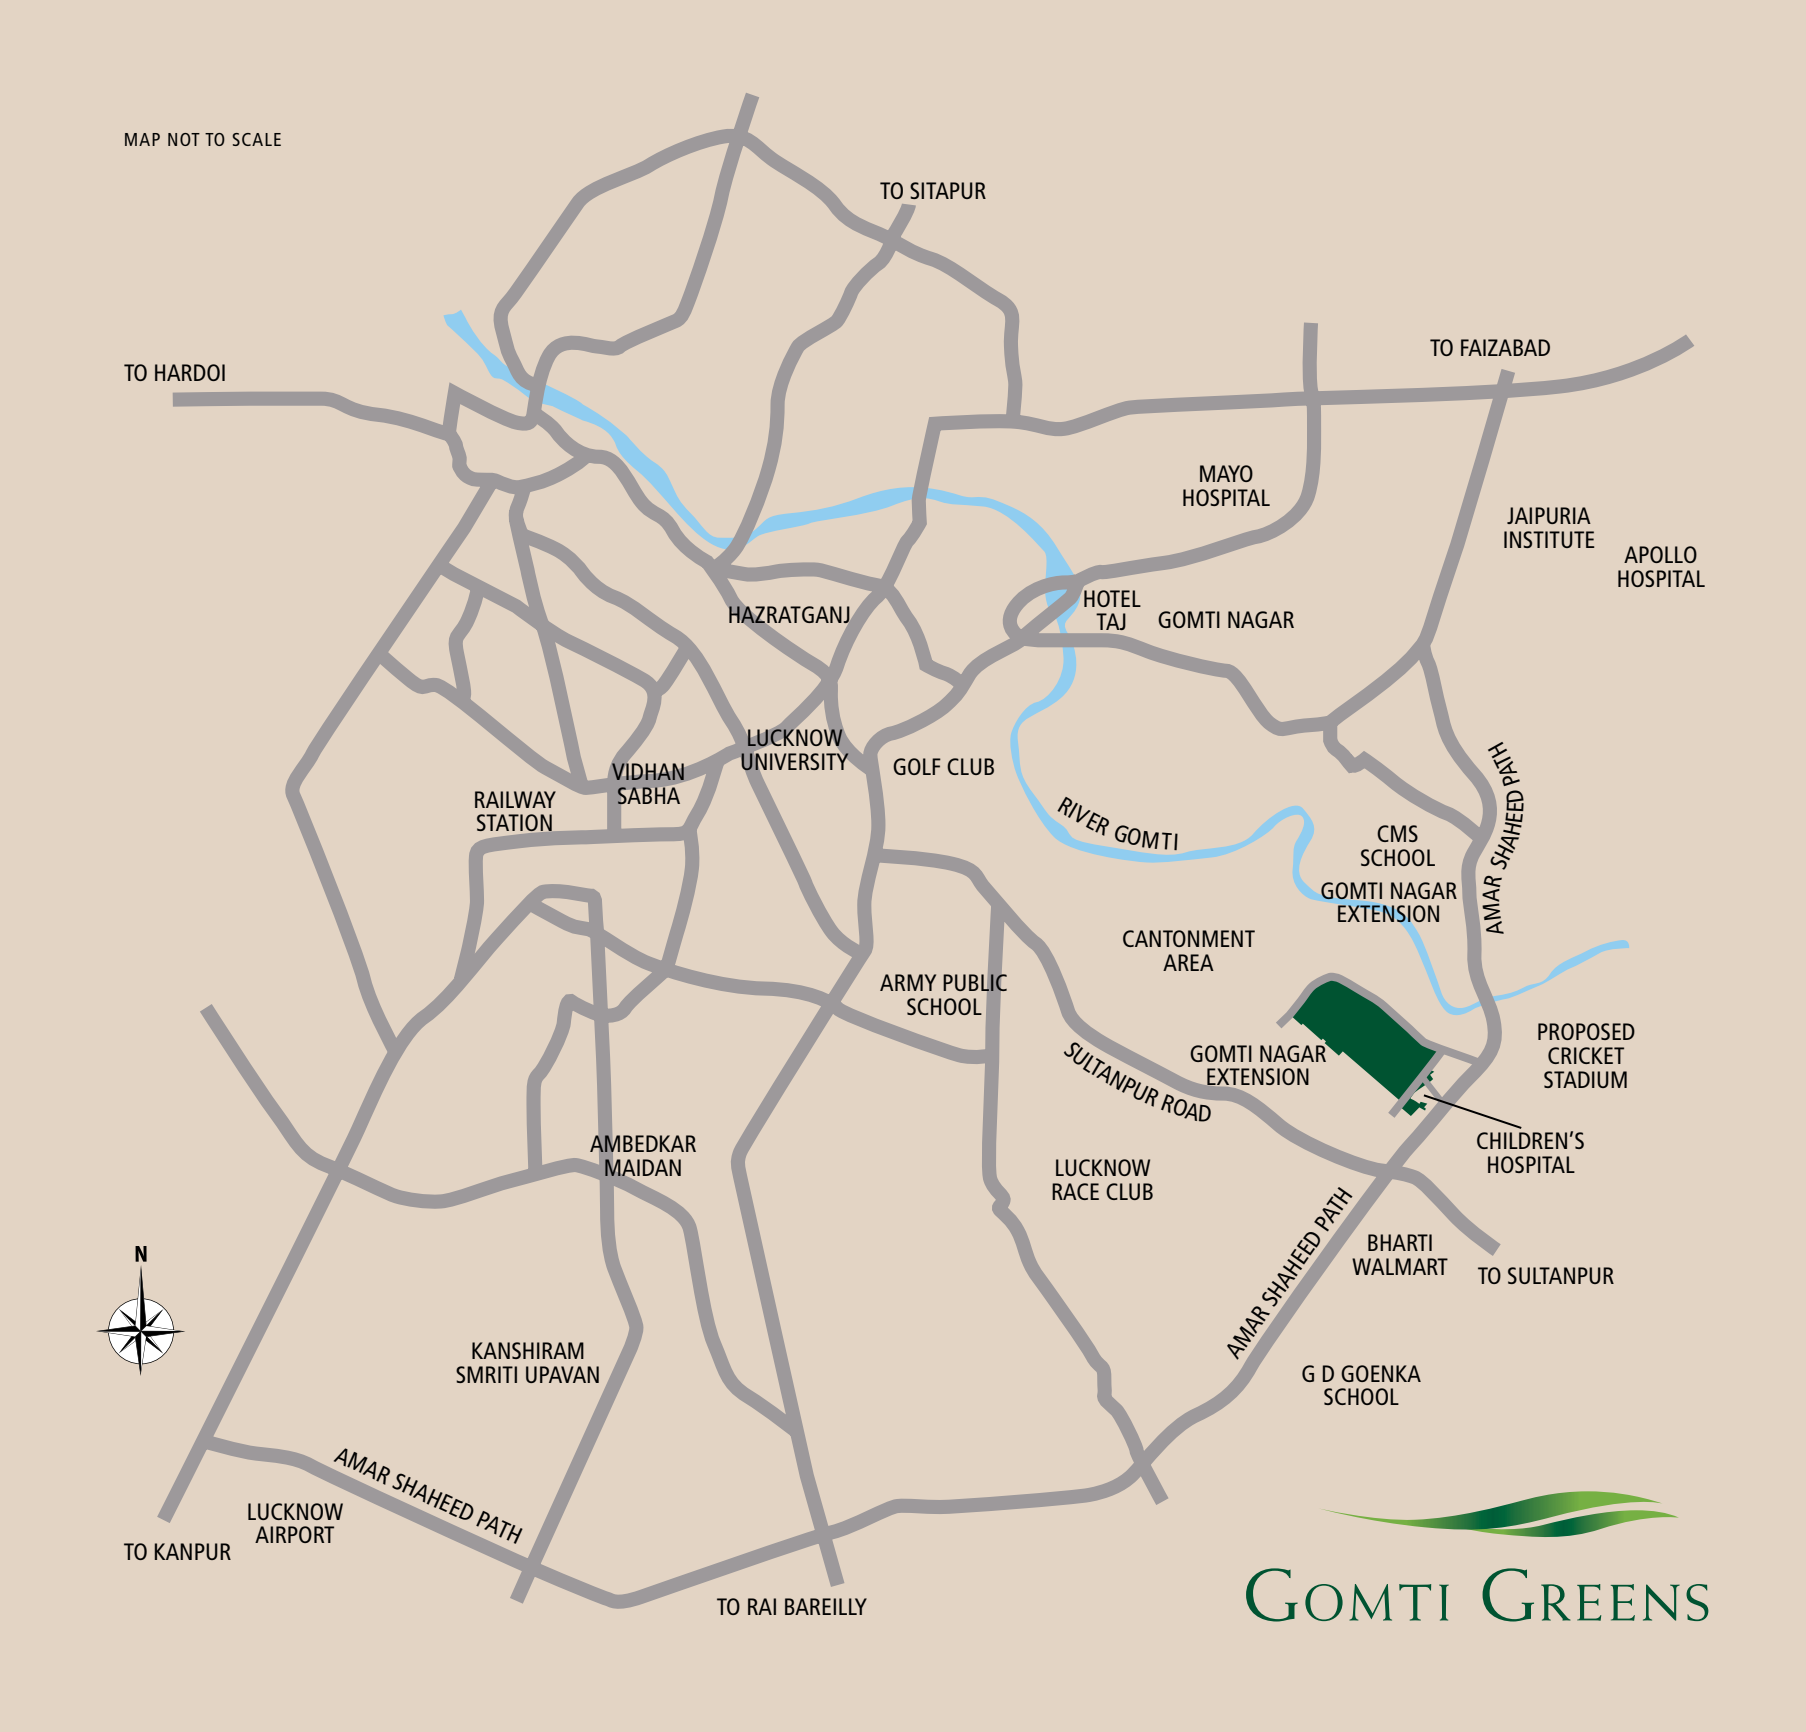 MAP NOT TO SCALE
TO SITAPUR
TO FAIZABAD
TO HARDOI
MAYO
HOSPITAL
JAIPURIA
INSTITUTE
APOLLO
HOSPITAL
HOTEL
TAJ
GOMTI NAGAR
HAZRATGANJ
LUCKNOW
UNIVERSITY
GOLF CLUB
VIDHAN
SABHA
RAILWAY
STATION
RIVER GOMTI
AMAR SHAHEED PATH
CMS
SCHOOL
GOMTI NAGAR
EXTENSION
CANTONMENT
AREA
ARMY PUBLIC
SCHOOL
PROPOSED
CRICKET
STADIUM
GOMTI NAGAR
EXTENSION
SULTANPUR ROAD
CHILDREN'S
HOSPITAL
AMBEDKAR
MAIDAN
LUCKNOW
RACE CLUB
AMAR SHAHEED PATH
BHARTI
WALMART
TO SULTANPUR
N
KANSHIRAM
SMRITI UPAVAN
G D GOENKA
SCHOOL
AMAR SHAHEED PATH
LUCKNOW
AIRPORT
TO KANPUR
TO RAI BAREILLY
GOMTI GREENS